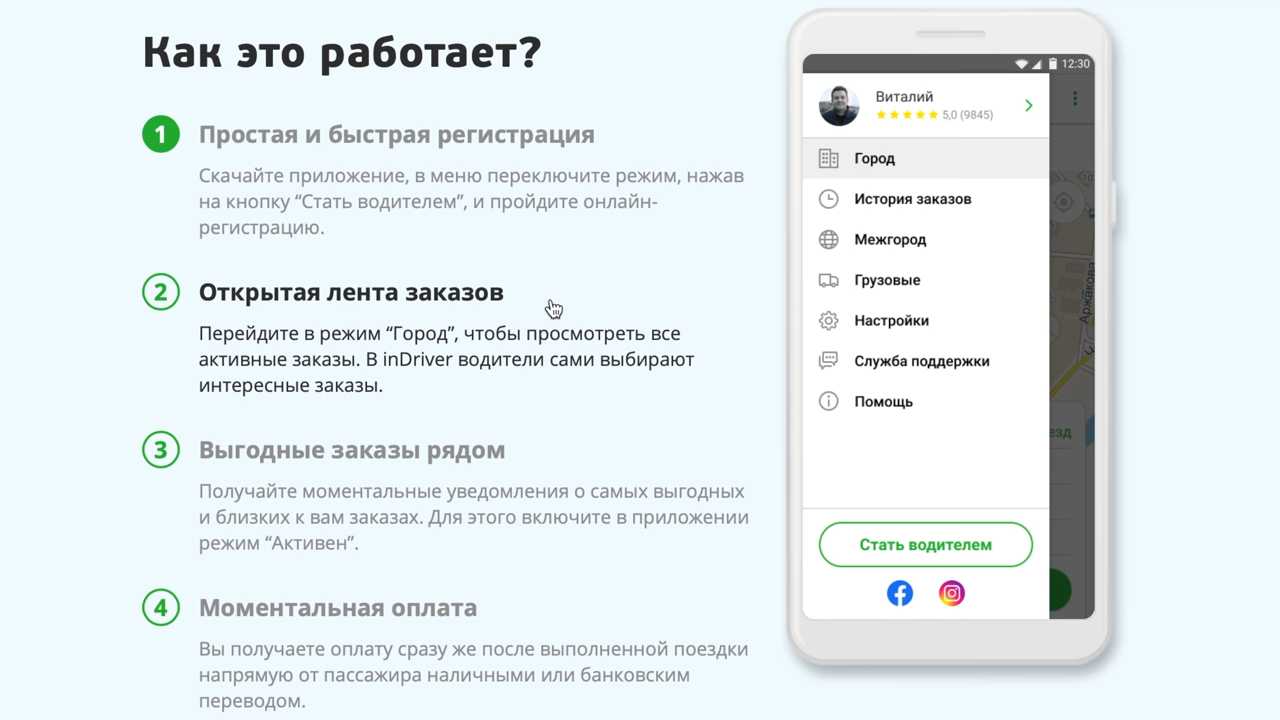 Как это работает?
1
Простая и быстрая регистрация
Скачайте приложение, в меню переключите режим, нажав
на кнопку “Стать водителем”, и пройдите онлайн-
регистрацию.
2
Открытая лента заказов
Перейдите в режим “Город”, чтобы просмотреть все
активные заказы. В inDriver водители сами выбирают
интересные заказы.
3
Выгодные заказы рядом
Получайте моментальные уведомления о самых выгодных
и близких к вам заказах. Для этого включите в приложении
режим “Активен”.
4
Моментальная оплата
Вы получаете оплату сразу же после выполненной поездки
напрямую от пассажира наличными или банковским
переводом.
12:30
Виталий
5,0 (9845)
Город
История заказов
Межгород
Грузовые
Настройки
Служба поддержки
Помощь
Стать водителем
Аржакова
езд